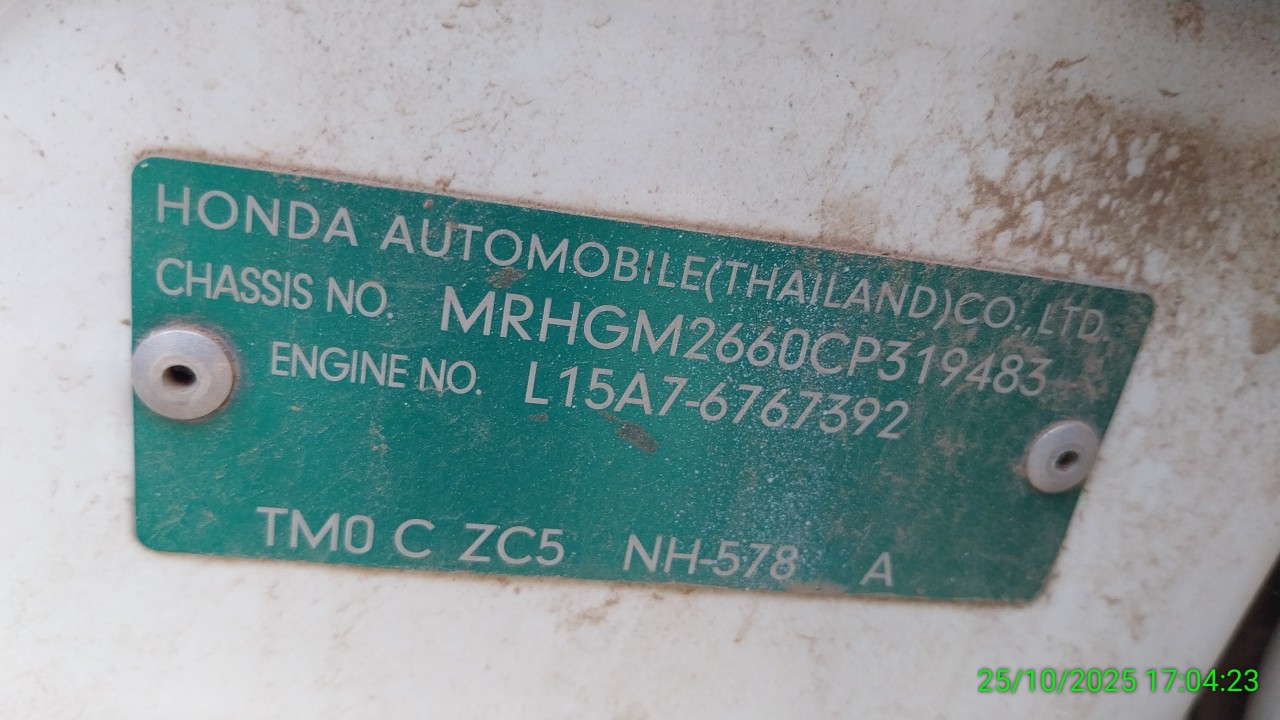 HONDA AUTOMOBILE(THAILAND)CO.,LTD.
CHASSIS NO. MRHGM2660CP319483
ENGINE NO. L15A7-6767392
TM0 C ZC5 NH-578 A
25/10/2025 17:04:23